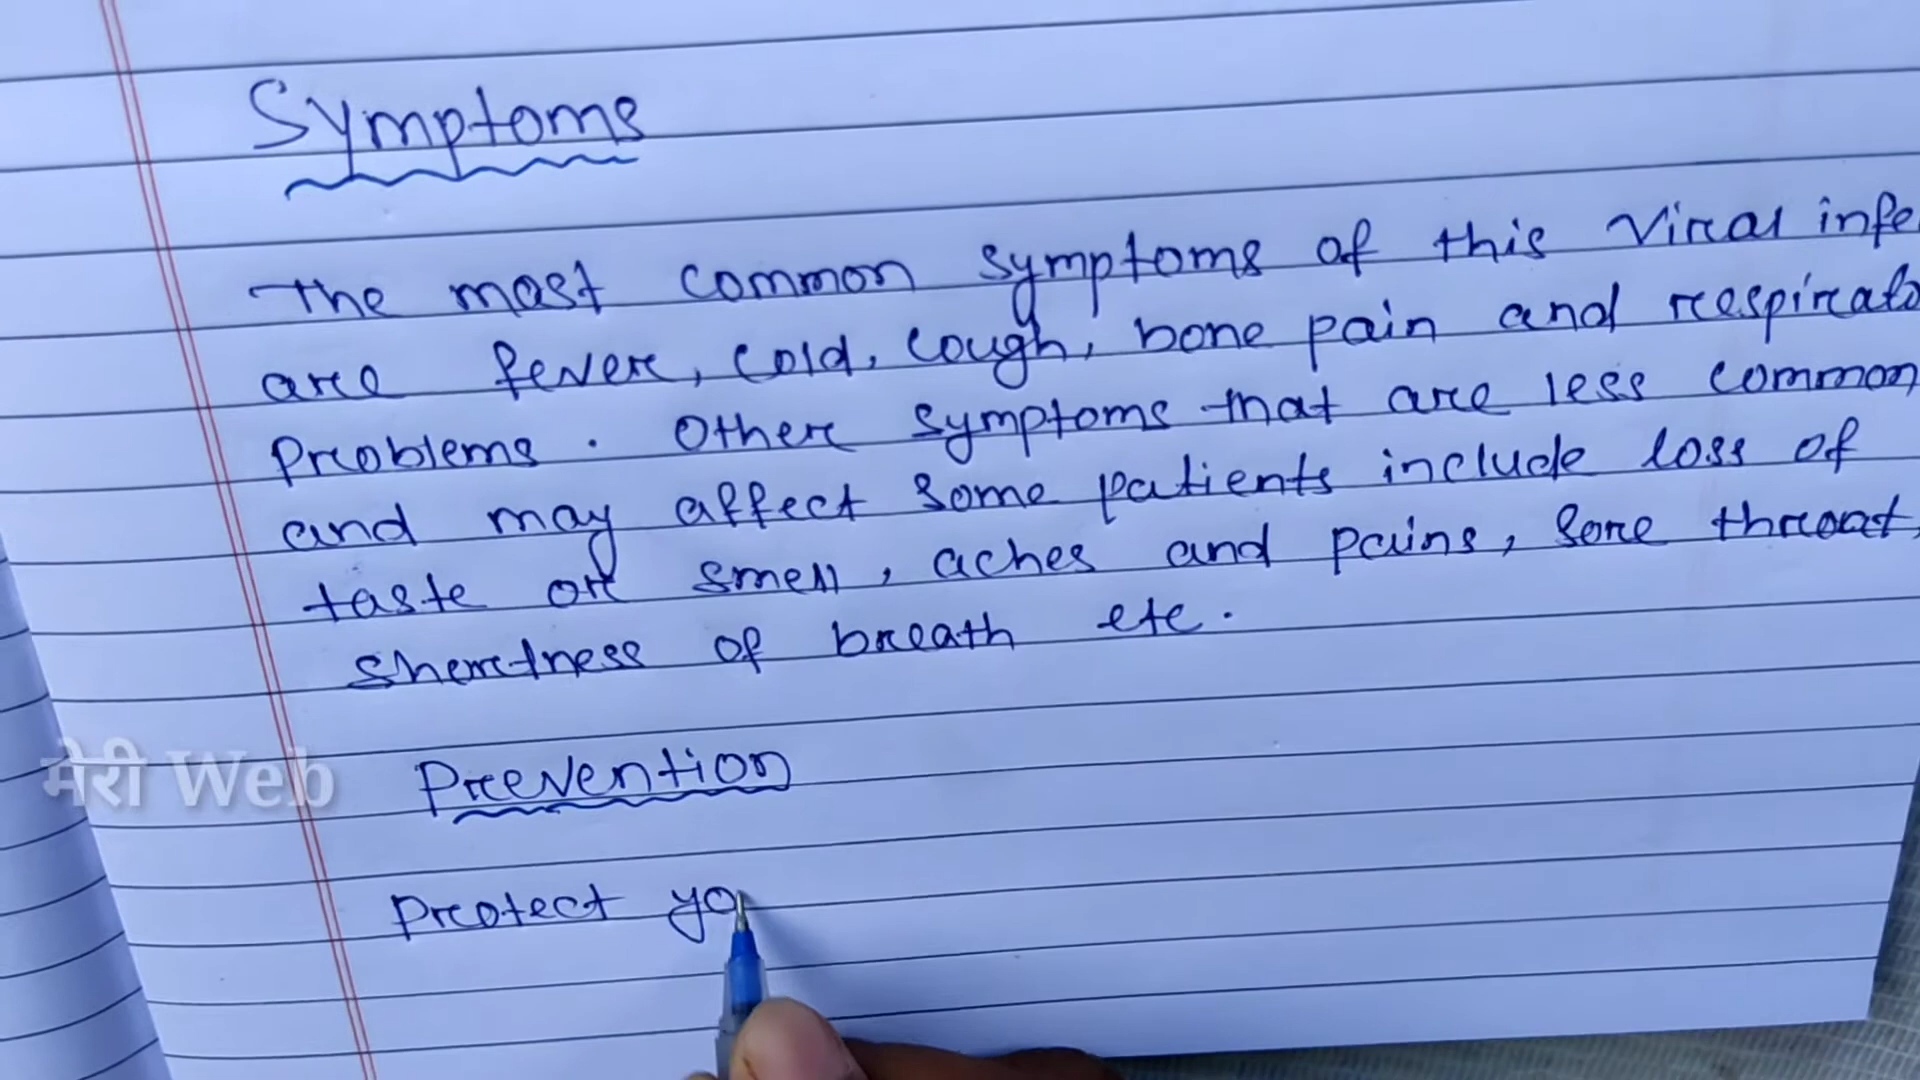 Symptoms
The most common symptoms of this viral infe
are fever, cold, cough, bone pain and respirato
problems. Other symptoms that are less common
and may affect some patients include loss of
taste or smell, aches and pains, sore throat,
shortness of breath etc.
मेरी Web
Prevention
Protect yo